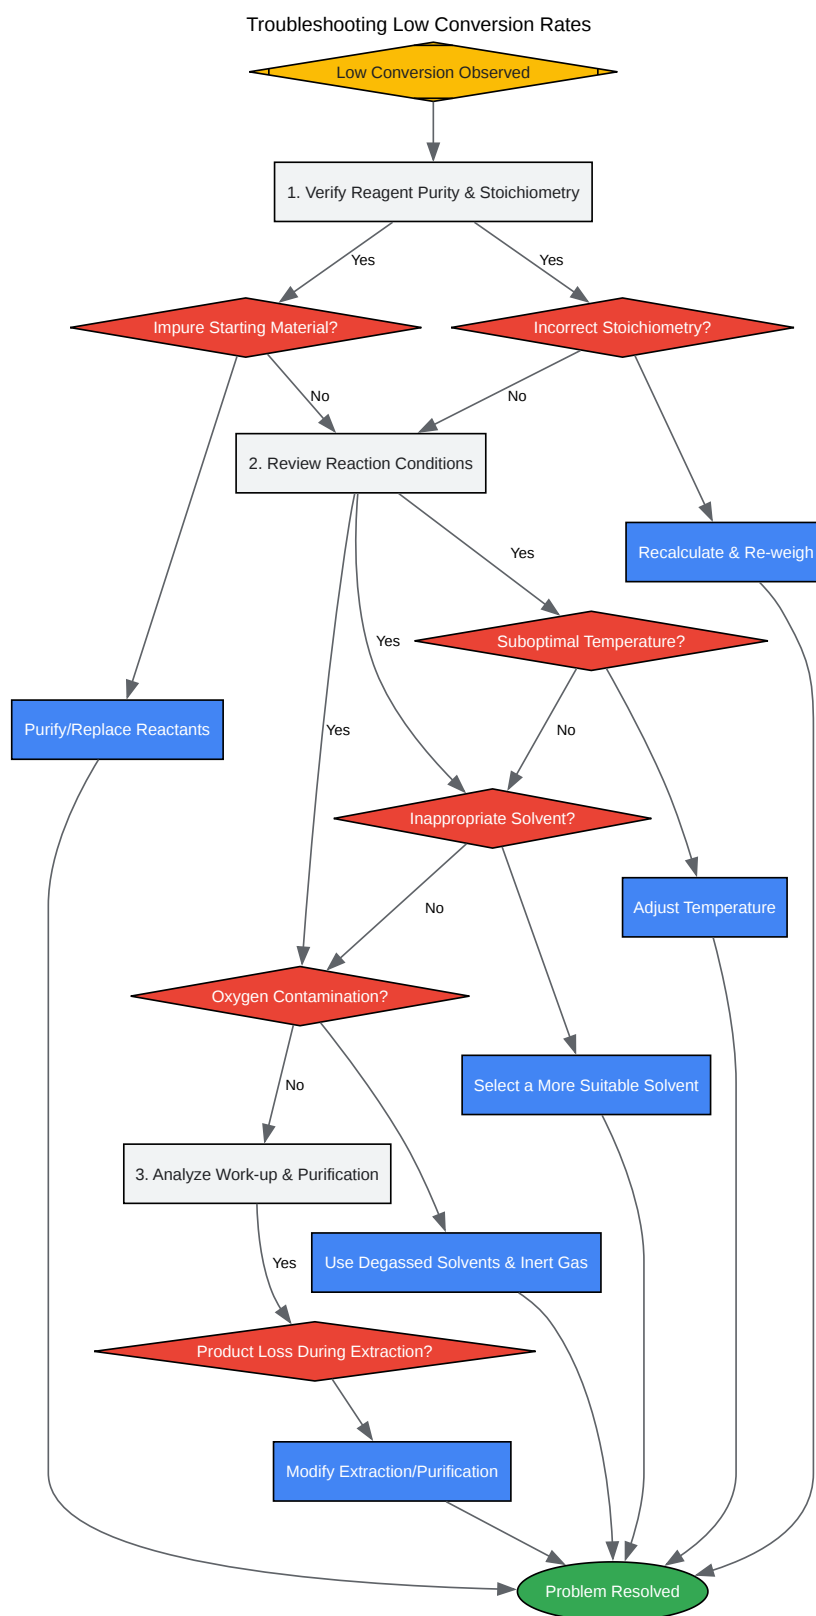 Troubleshooting Low Conversion Rates
Low Conversion Observed
1. Verify Reagent Purity & Stoichiometry
Yes
Yes
Impure Starting Material?
Incorrect Stoichiometry?
No
No
2. Review Reaction Conditions
Recalculate & Re-weigh
Yes
Suboptimal Temperature?
Yes
Purify/Replace Reactants
Yes
No
Inappropriate Solvent?
Adjust Temperature
No
Oxygen Contamination?
No
Select a More Suitable Solvent
3. Analyze Work-up & Purification
Yes
Use Degassed Solvents & Inert Gas
Product Loss During Extraction?
Modify Extraction/Purification
Problem Resolved